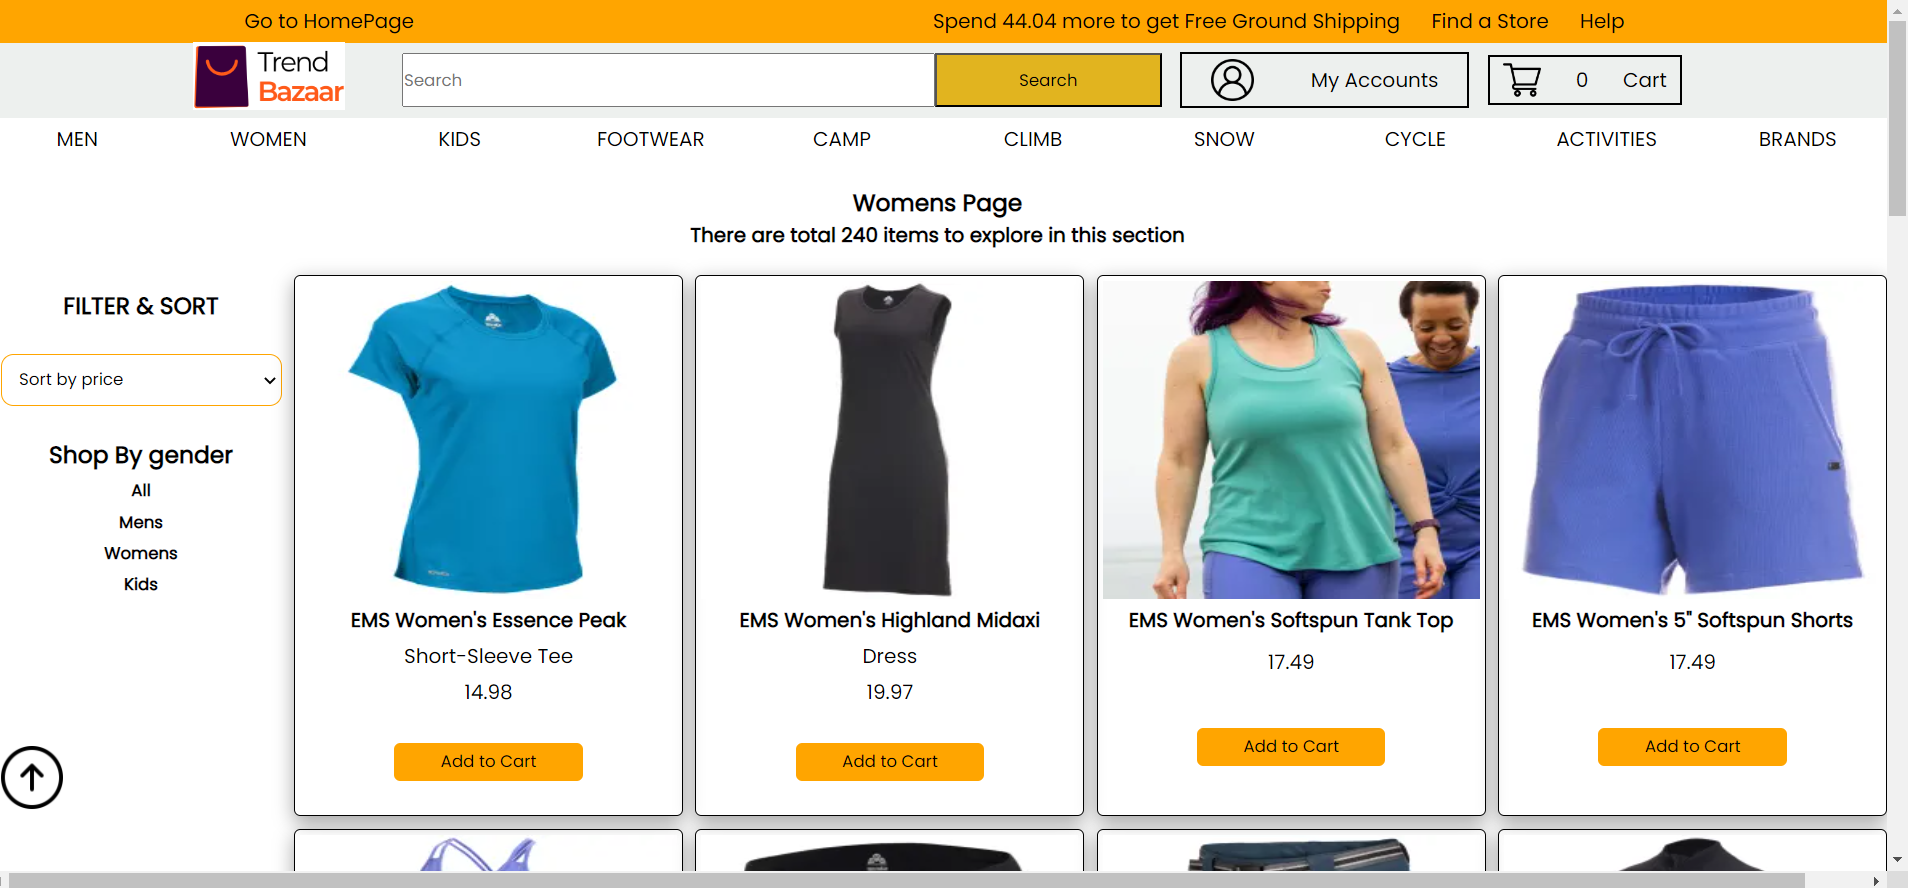 Go to HomePage
Spend 44.04 more to get Free Ground Shipping
Find a Store
Help
Trend
Bazaar
Search
Search
My Accounts
0
Cart
MEN
WOMEN
KIDS
FOOTWEAR
CAMP
CLIMB
SNOW
CYCLE
ACTIVITIES
BRANDS
Womens Page
There are total 240 items to explore in this section
FILTER & SORT
Sort by price
Shop By gender
All
Mens
Womens
Kids
EMS Women's Essence Peak
Short-Sleeve Tee
14.98
Add to Cart
EMS Women's Highland Midaxi
Dress
19.97
Add to Cart
EMS Women's Softspun Tank Top
17.49
Add to Cart
EMS Women's 5" Softspun Shorts
17.49
Add to Cart